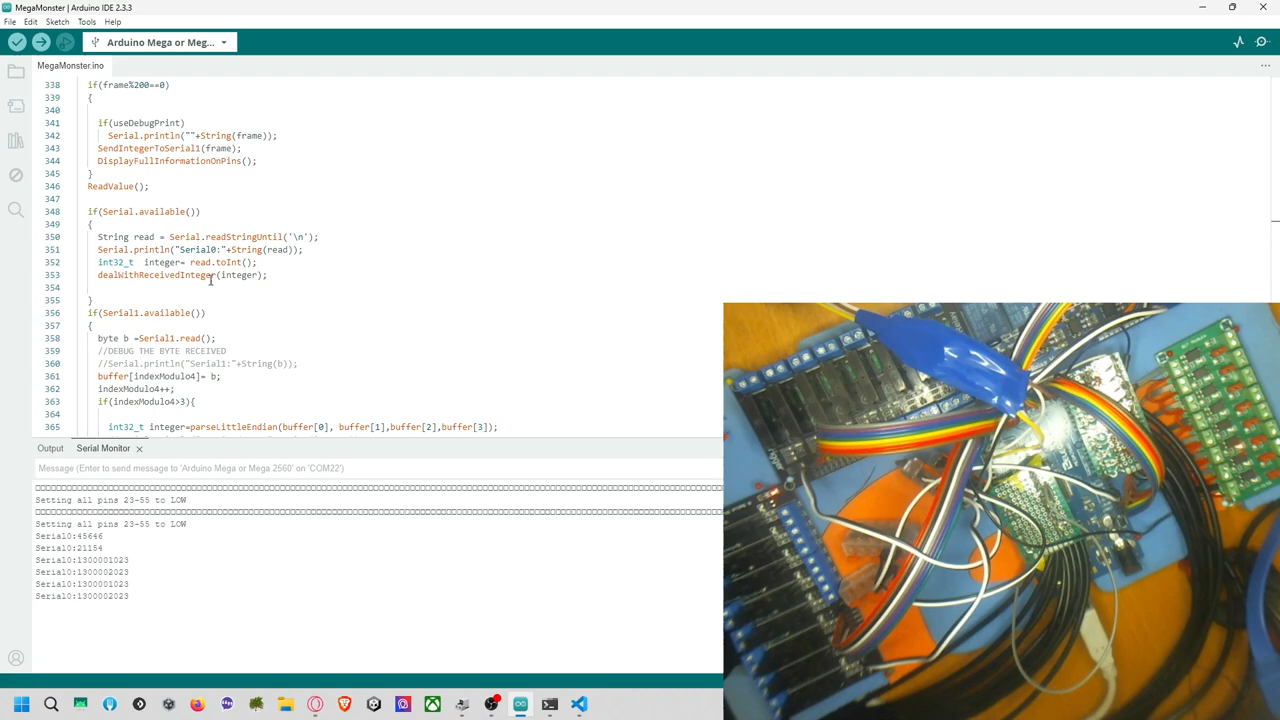 MegaMonster | Arduino IDE 2.3.3
File Edit Sketch Tools Help
Arduino Mega or Meg...
MegaMonster.ino
338 if(frame%200==0)
339 {
340
341 if(useDebugPrint)
342 Serial.println(""+String(frame));
343 SendIntegerToSerial1(frame);
344 DisplayFullInformationOnPins();
345 }
346 ReadValue();
347
348 if(Serial.available())
349 {
350 String read = Serial.readStringUntil('\n');
351 Serial.println("Serial0:"+String(read));
352 int32_t integer= read.toInt();
353 dealWithReceivedInteger(integer);
354
355 }
356 if(Serial1.available())
357 {
358 byte b =Serial1.read();
359 //DEBUG THE BYTE RECEIVED
360 //Serial.println("Serial1:"+String(b));
361 buffer[indexModulo4]= b;
362 indexModulo4++;
363 if(indexModulo4>3){
364
365 int32_t integer=parseLittleEndian(buffer[0], buffer[1],buffer[2],buffer[3]);
Output Serial Monitor
Message (Enter to send message to 'Arduino Mega or Mega 2560' on 'COM22')
Setting all pins 23-55 to LOW
Setting all pins 23-55 to LOW
Serial0:45646
Serial0:21154
Serial0:1300001023
Serial0:1300002023
Serial0:1300001023
Serial0:1300002023